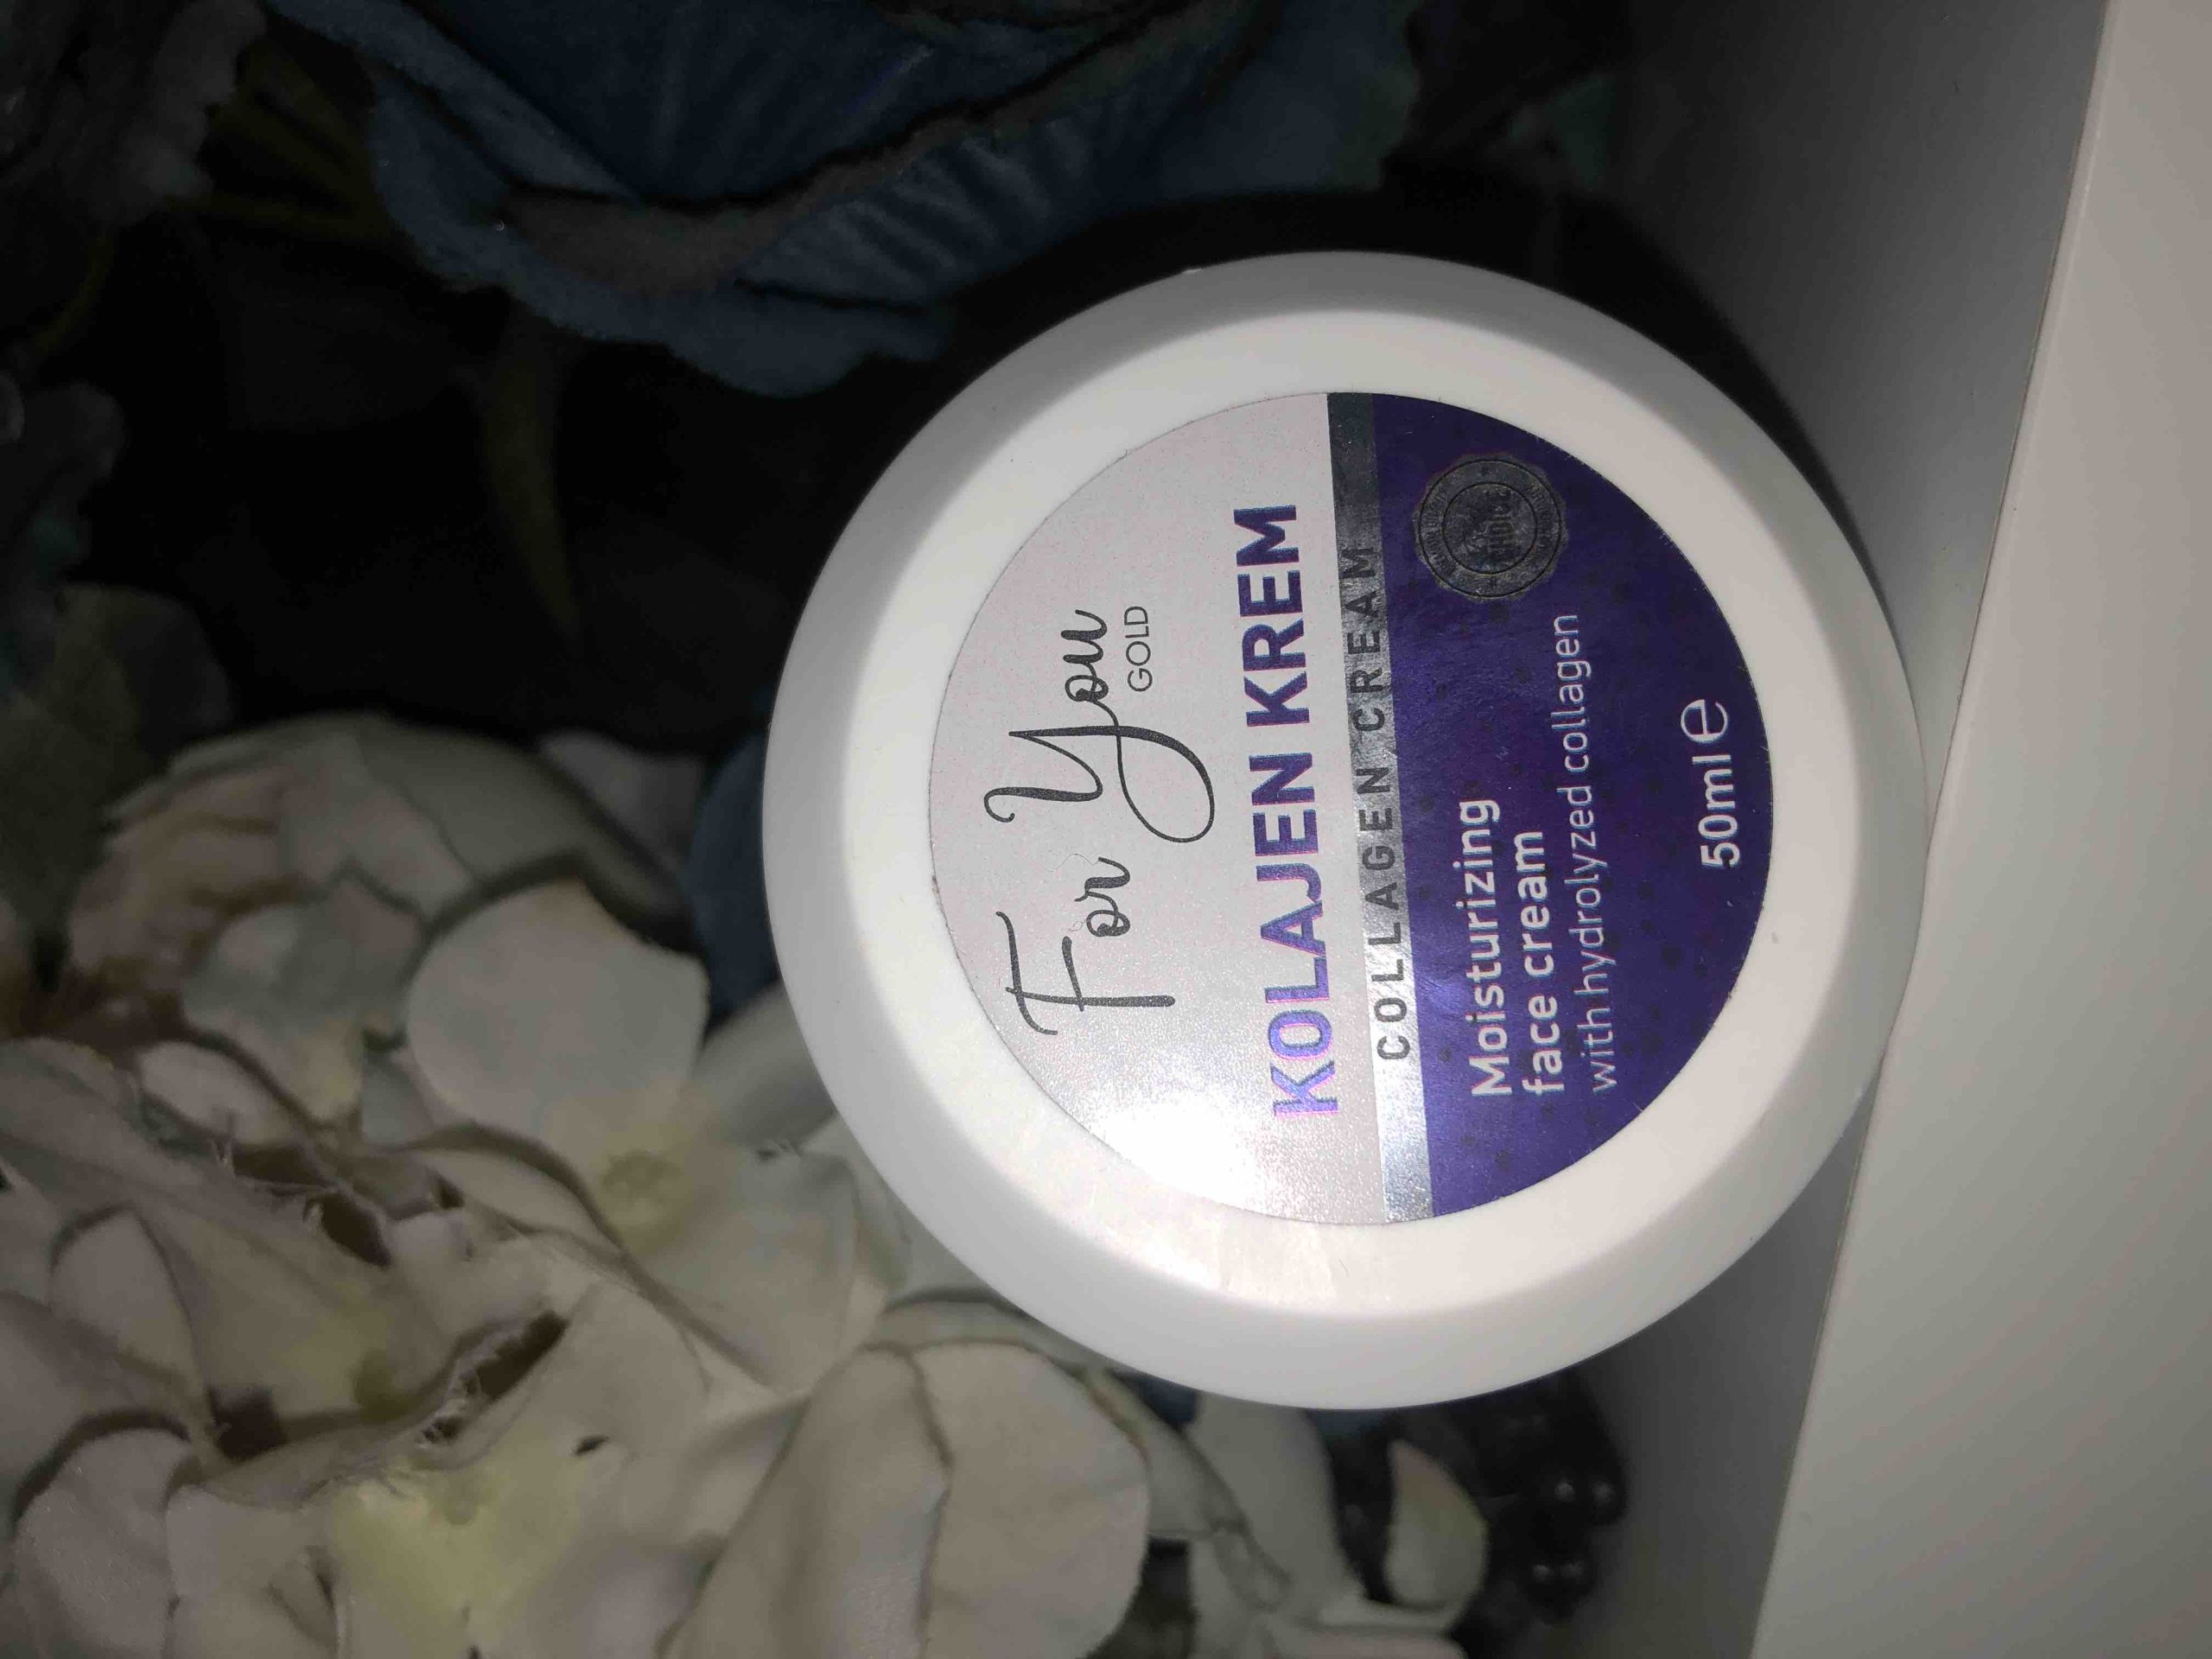 For You
GOLD
KOLAJEN KREM
COLLAGEN CREAM
Moisturizing
face cream
with hydrolyzed collagen
50ml e